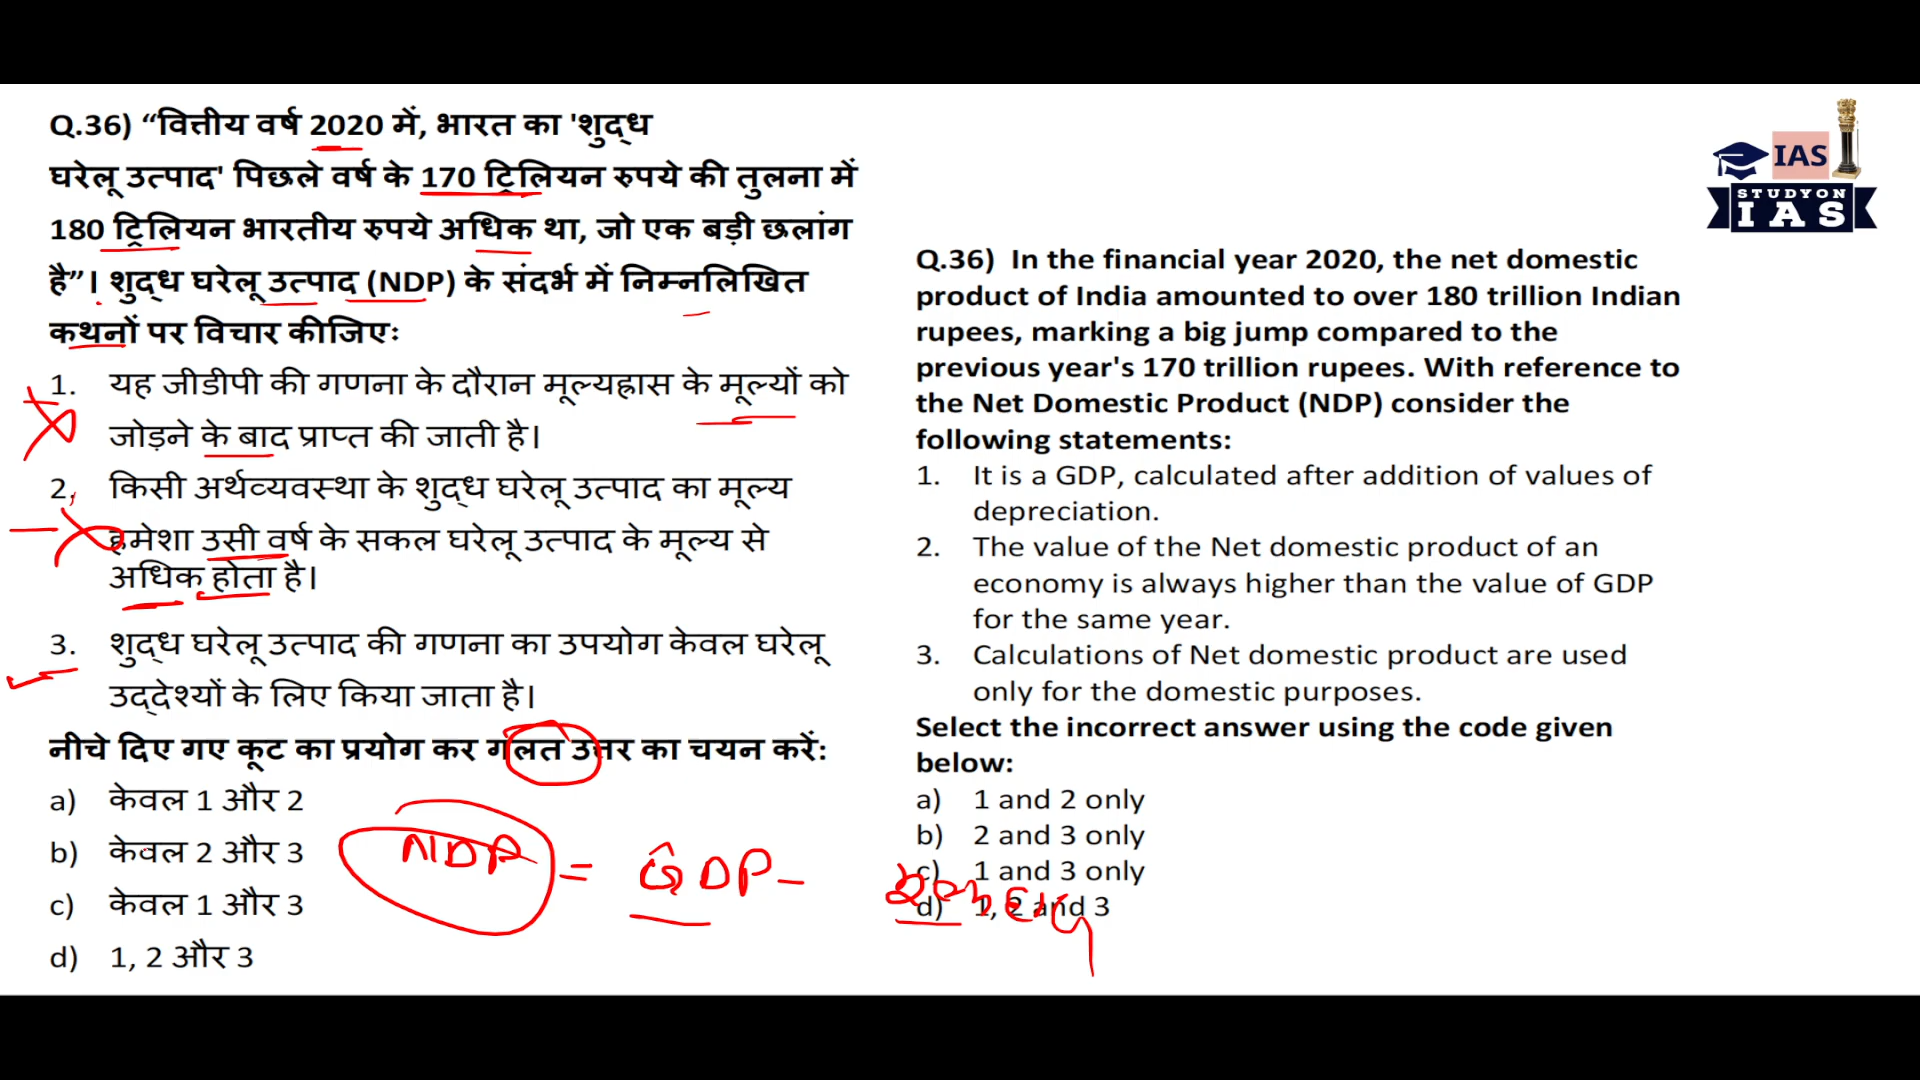 Q.36) “वित्तीय वर्ष 2020 में, भारत का 'शुद्ध
घरेलू उत्पाद' पिछले वर्ष के 170 ट्रिलियन रुपये की तुलना में
180 ट्रिलियन भारतीय रुपये अधिक था, जो एक बड़ी छलांग
है”। शुद्ध घरेलू उत्पाद (NDP) के संदर्भ में निम्नलिखित
कथनों पर विचार कीजिएः
1. यह जीडीपी की गणना के दौरान मूल्यह्रास के मूल्यों को
जोड़ने के बाद प्राप्त की जाती है।
2. किसी अर्थव्यवस्था के शुद्ध घरेलू उत्पाद का मूल्य
हमेशा उसी वर्ष के सकल घरेलू उत्पाद के मूल्य से
अधिक होता है।
3. शुद्ध घरेलू उत्पाद की गणना का उपयोग केवल घरेलू
उद्देश्यों के लिए किया जाता है।
नीचे दिए गए कूट का प्रयोग कर गलत उत्तर का चयन करें:
a) केवल 1 और 2
b) केवल 2 और 3
c) केवल 1 और 3
d) 1, 2 और 3
NDP = GDP –
IAS
STUDYON
IAS
Q.36) In the financial year 2020, the net domestic
product of India amounted to over 180 trillion Indian
rupees, marking a big jump compared to the
previous year's 170 trillion rupees. With reference to
the Net Domestic Product (NDP) consider the
following statements:
1. It is a GDP, calculated after addition of values of
depreciation.
2. The value of the Net domestic product of an
economy is always higher than the value of GDP
for the same year.
3. Calculations of Net domestic product are used
only for the domestic purposes.
Select the incorrect answer using the code given
below:
a) 1 and 2 only
b) 2 and 3 only
c) 1 and 3 only
d) 1, 2 and 3